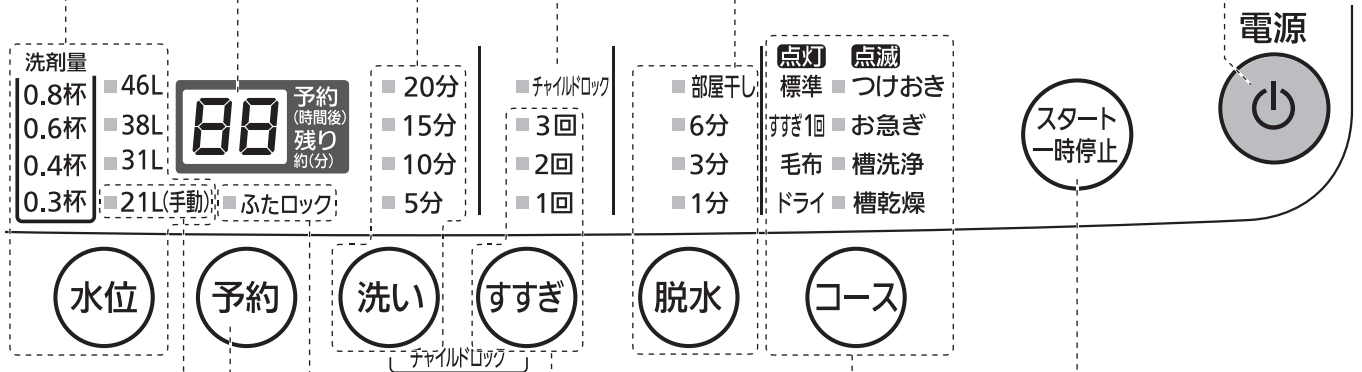 電源
洗剤量
0.8杯
0.6杯
0.4杯
0.3杯
46L
38L
31L
21L(手動)
88
予約
(時間後)
残り
約(分)
ふたロック
20分
15分
10分
5分
チャイルドロック
3回
2回
1回
部屋干し
6分
3分
1分
点灯 点滅
標準 つけおき
すすぎ1回 お急ぎ
毛布 槽洗浄
ドライ 槽乾燥
スタート
一時停止
水位
予約
洗い
すすぎ
脱水
コース
チャイルドロック